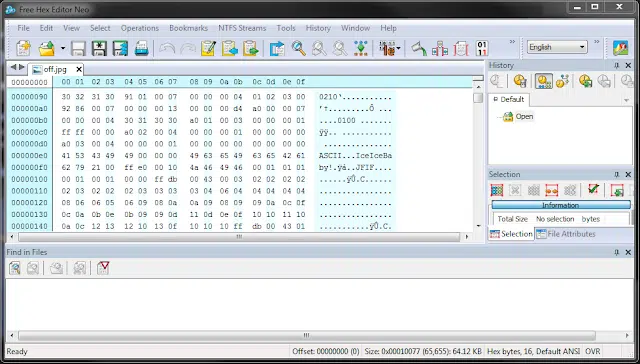 Free Hex Editor Neo
File Edit View Select Operations Bookmarks NTFS Streams Tools History Window Help
English
off.jpg
History
00000000 00 01 02 03 04 05 06 07 08 09 0a 0b 0c 0d 0e 0f
00000090 30 32 31 30 91 01 00 07 00 00 00 04 01 02 03 00 0210'..........
000000a0 92 86 00 07 00 00 00 13 00 00 00 d4 a0 00 00 07 '†.........Ô ...
000000b0 00 00 00 04 30 31 30 30 a0 01 00 03 00 00 00 01 ....0100 .......
000000c0 ff ff 00 00 a0 02 00 04 00 00 00 01 00 00 00 00 ÿÿ.. ...........
000000d0 a0 03 00 04 00 00 00 01 00 00 00 00 00 00 00 00
000000e0 41 53 43 49 49 00 00 00 49 63 65 49 63 65 42 61 ASCII...IceIceBa
000000f0 62 79 21 00 ff e0 00 10 4a 46 49 46 00 01 01 01 by!.ÿà..JFIF....
00000100 00 01 00 01 00 00 ff db 00 43 00 03 02 02 02 02 ......ÿÛ.C......
00000110 02 03 02 02 02 03 03 03 03 04 06 04 04 04 04 04
00000120 08 06 06 05 06 09 08 0a 0a 09 08 09 09 0a 0c 0f
00000130 0c 0a 0b 0e 0b 09 09 0d 11 0d 0e 0f 10 10 11 10
00000140 0a 0c 12 13 12 10 13 0f 10 10 10 ff db 00 43 01 ...........ÿÛ.C.
Default
Open
Selection
Information
Total Size No selection bytes
Selection File Attributes
Find in Files
Ready Offset: 00000000 (0) Size: 0x00010077 (65,655): 64.12 KB Hex bytes, 16, Default ANSI OVR